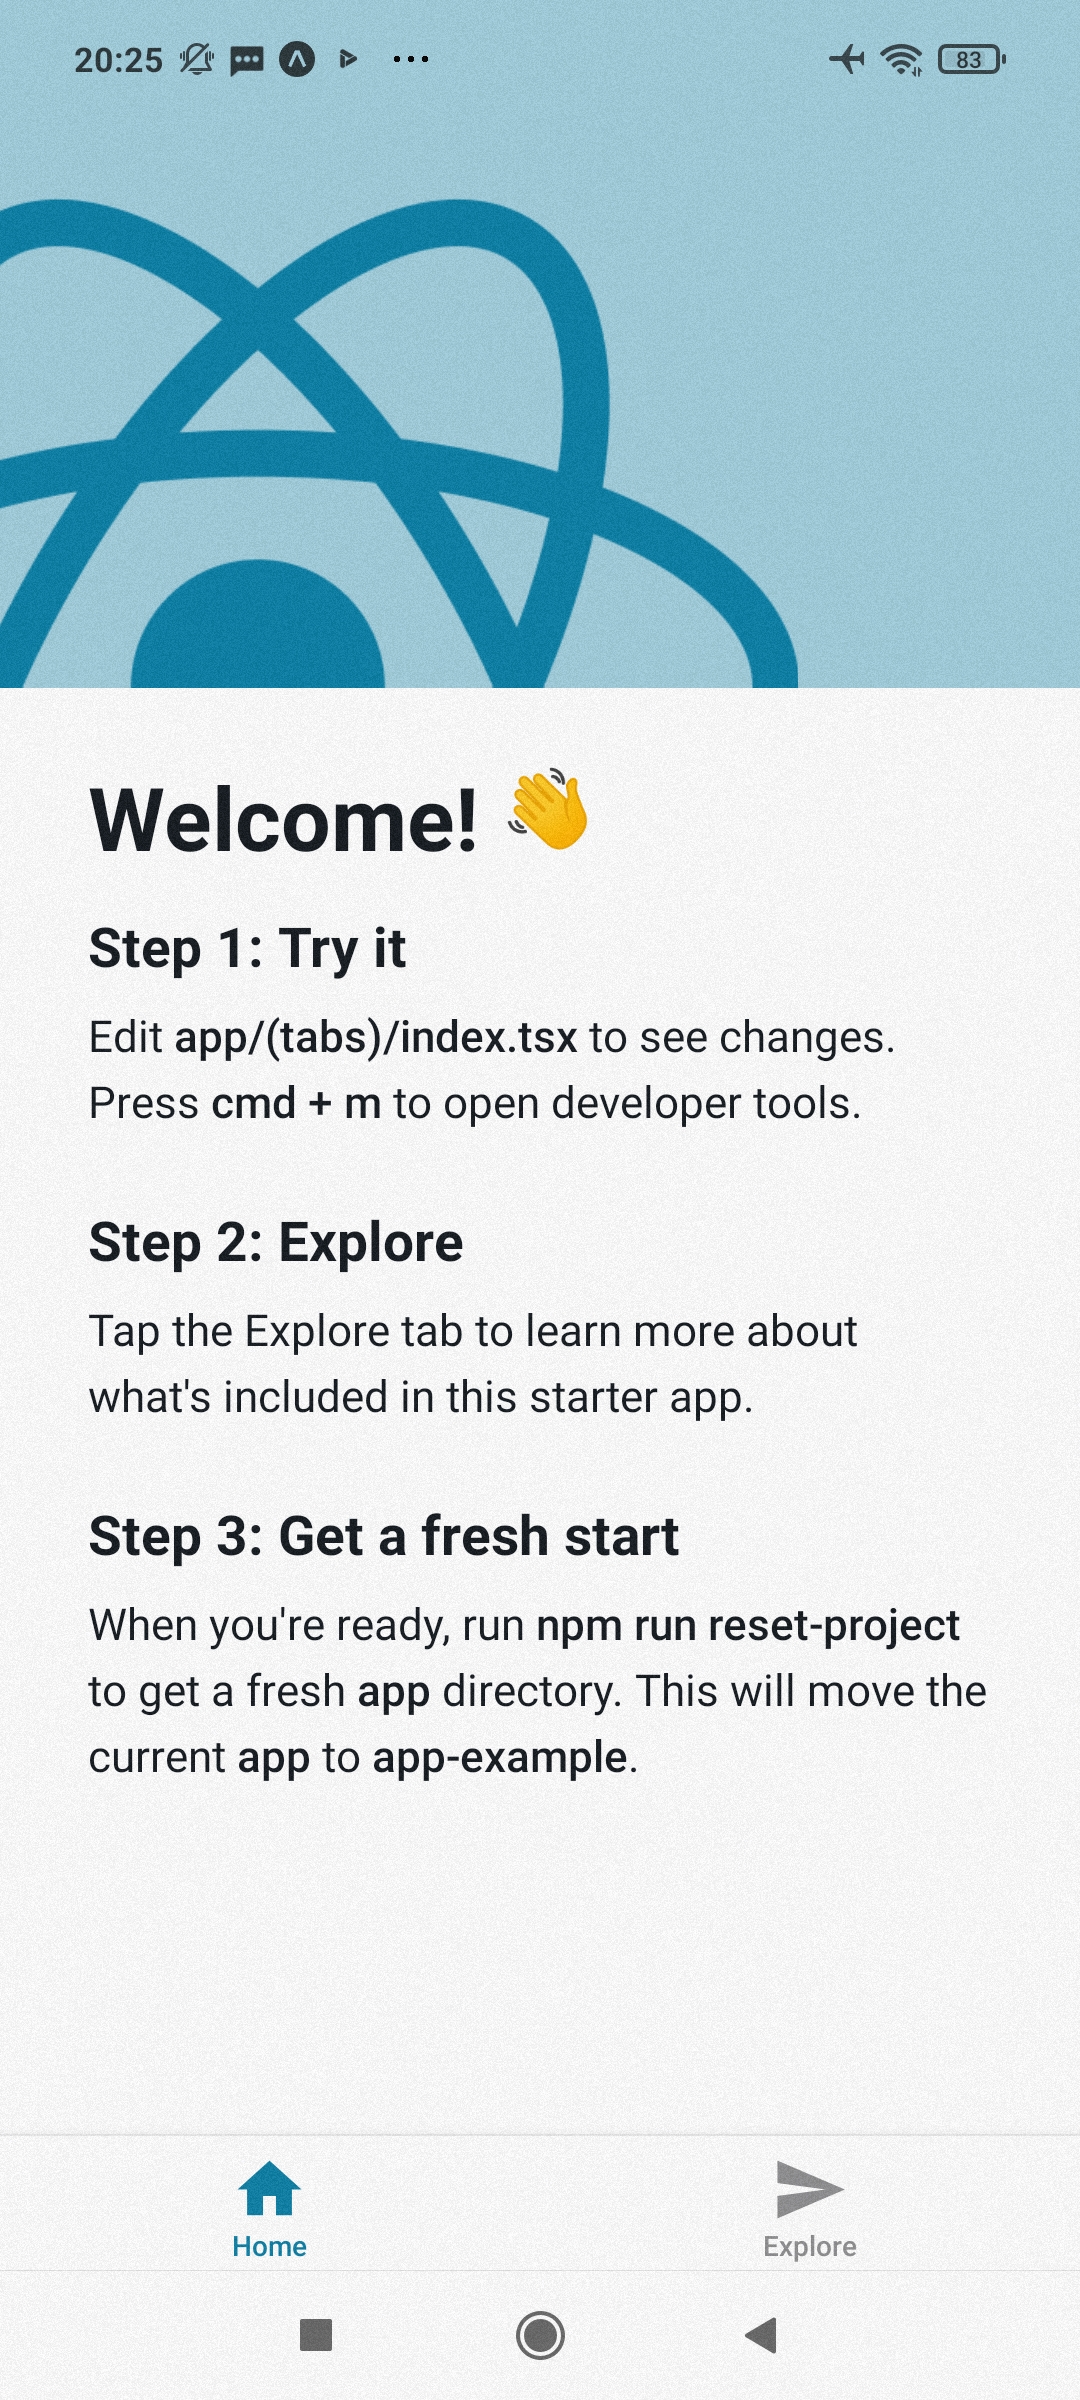 20:25
83
Welcome! 👋
Step 1: Try it
Edit app/(tabs)/index.tsx to see changes.
Press cmd + m to open developer tools.
Step 2: Explore
Tap the Explore tab to learn more about
what's included in this starter app.
Step 3: Get a fresh start
When you're ready, run npm run reset-project
to get a fresh app directory. This will move the
current app to app-example.
Home
Explore